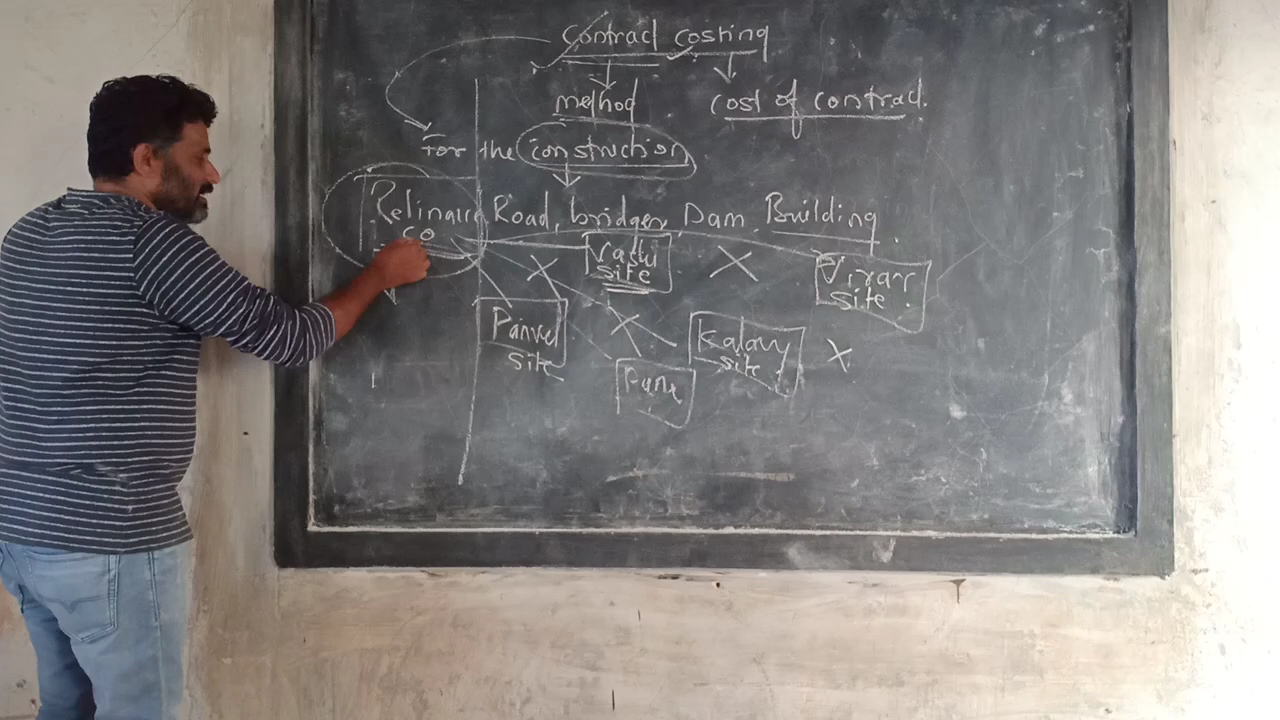 contract costing
method
cost of contract.
For the construction
Reliance Road, bridges, Dam, Building.
co
Vashi
site
Virar
site.
Panvel
site
Kalamb
site.
Pune